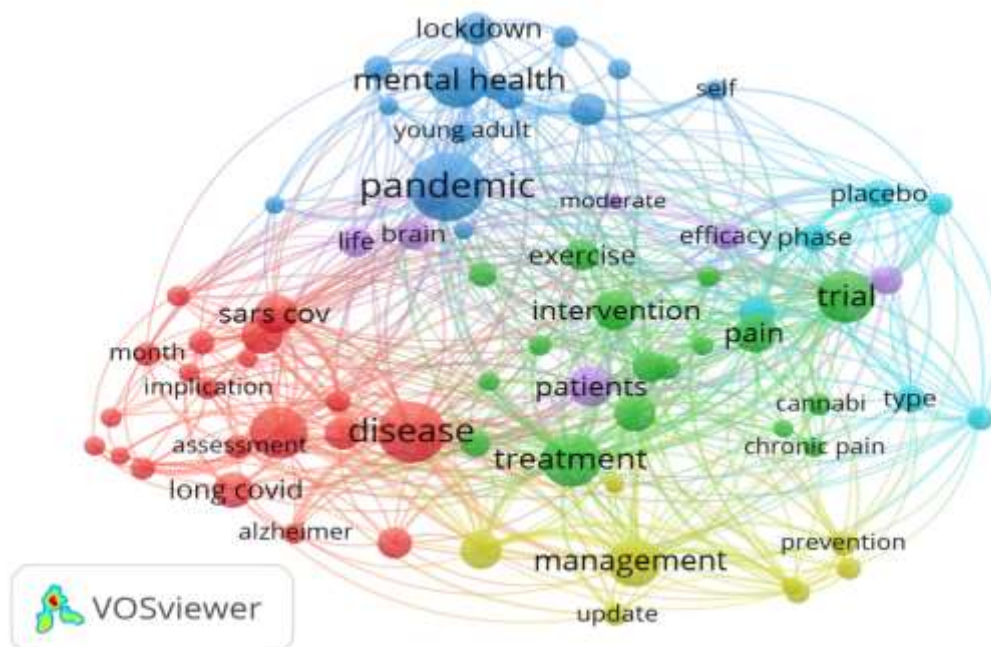 lockdown
mental health
self
young adult
pandemic
moderate
placebo
life
brain
efficacy
phase
exercise
sars cov
intervention
trial
pain
month
implication
patients
cannabi
type
disease
assessment
treatment
chronic pain
long covid
alzheimer
management
prevention
update
VOSviewer